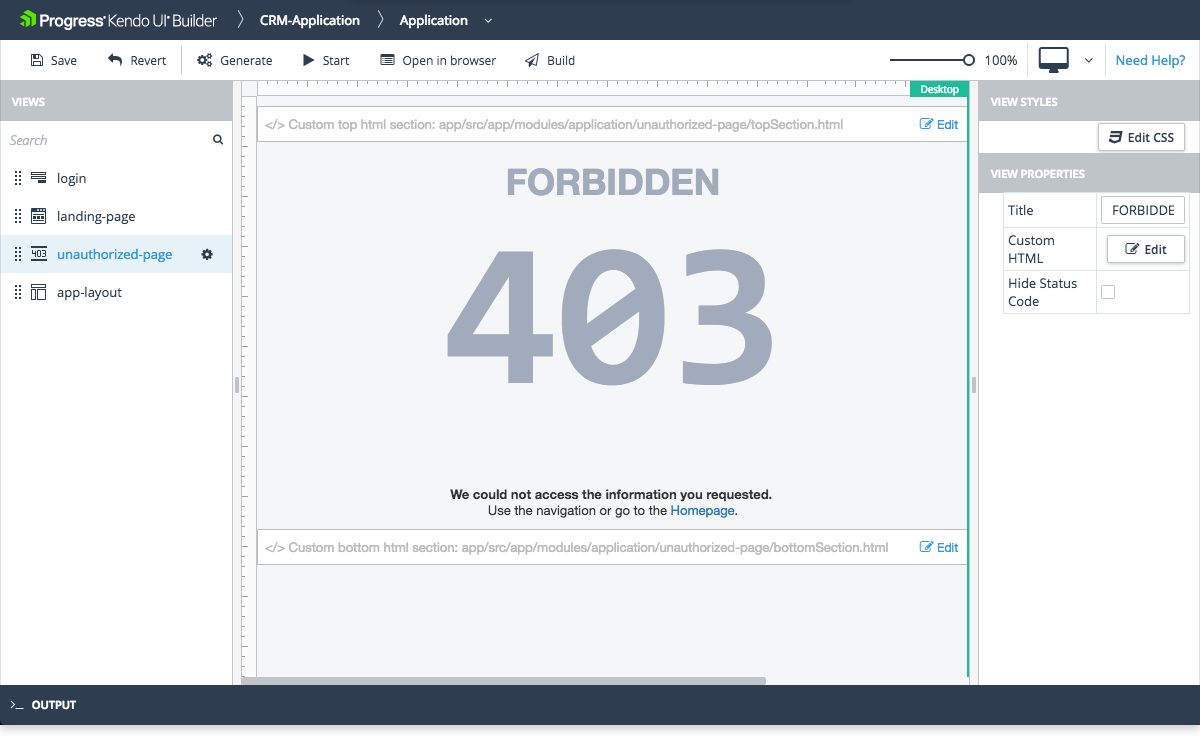 Progress Kendo UI Builder CRM-Application Application
Save Revert Generate Start Open in browser Build 100% Need Help?
VIEWS
Search
login
landing-page
403 unauthorized-page
app-layout
Desktop
</> Custom top html section: app/src/app/modules/application/unauthorized-page/topSection.html Edit
FORBIDDEN
403
We could not access the information you requested.
Use the navigation or go to the Homepage.
</> Custom bottom html section: app/src/app/modules/application/unauthorized-page/bottomSection.html Edit
VIEW STYLES
Edit CSS
VIEW PROPERTIES
Title FORBIDDE
Custom
HTML
Edit
Hide Status
Code
>_ OUTPUT